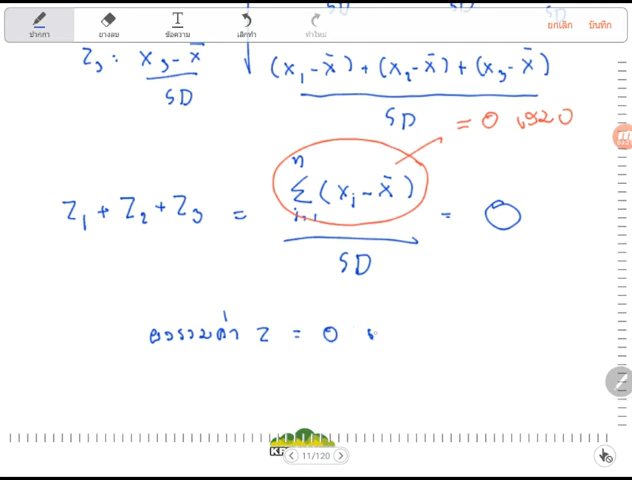 SD
ปากกา ยางลบ ข้อความ เลิกทำ ทำใหม่ ยกเลิก บันทึก
Z₃ : x₃ - x̄ / SD
(x₁ - x̄) + (x₂ - x̄) + (x₃ - x̄) / SD
= 0 เสมอ
Z₁ + Z₂ + Z₃ = n Σ i=1 (xᵢ - x̄) / SD = 0
ผลรวมค่า Z = 0
11/120